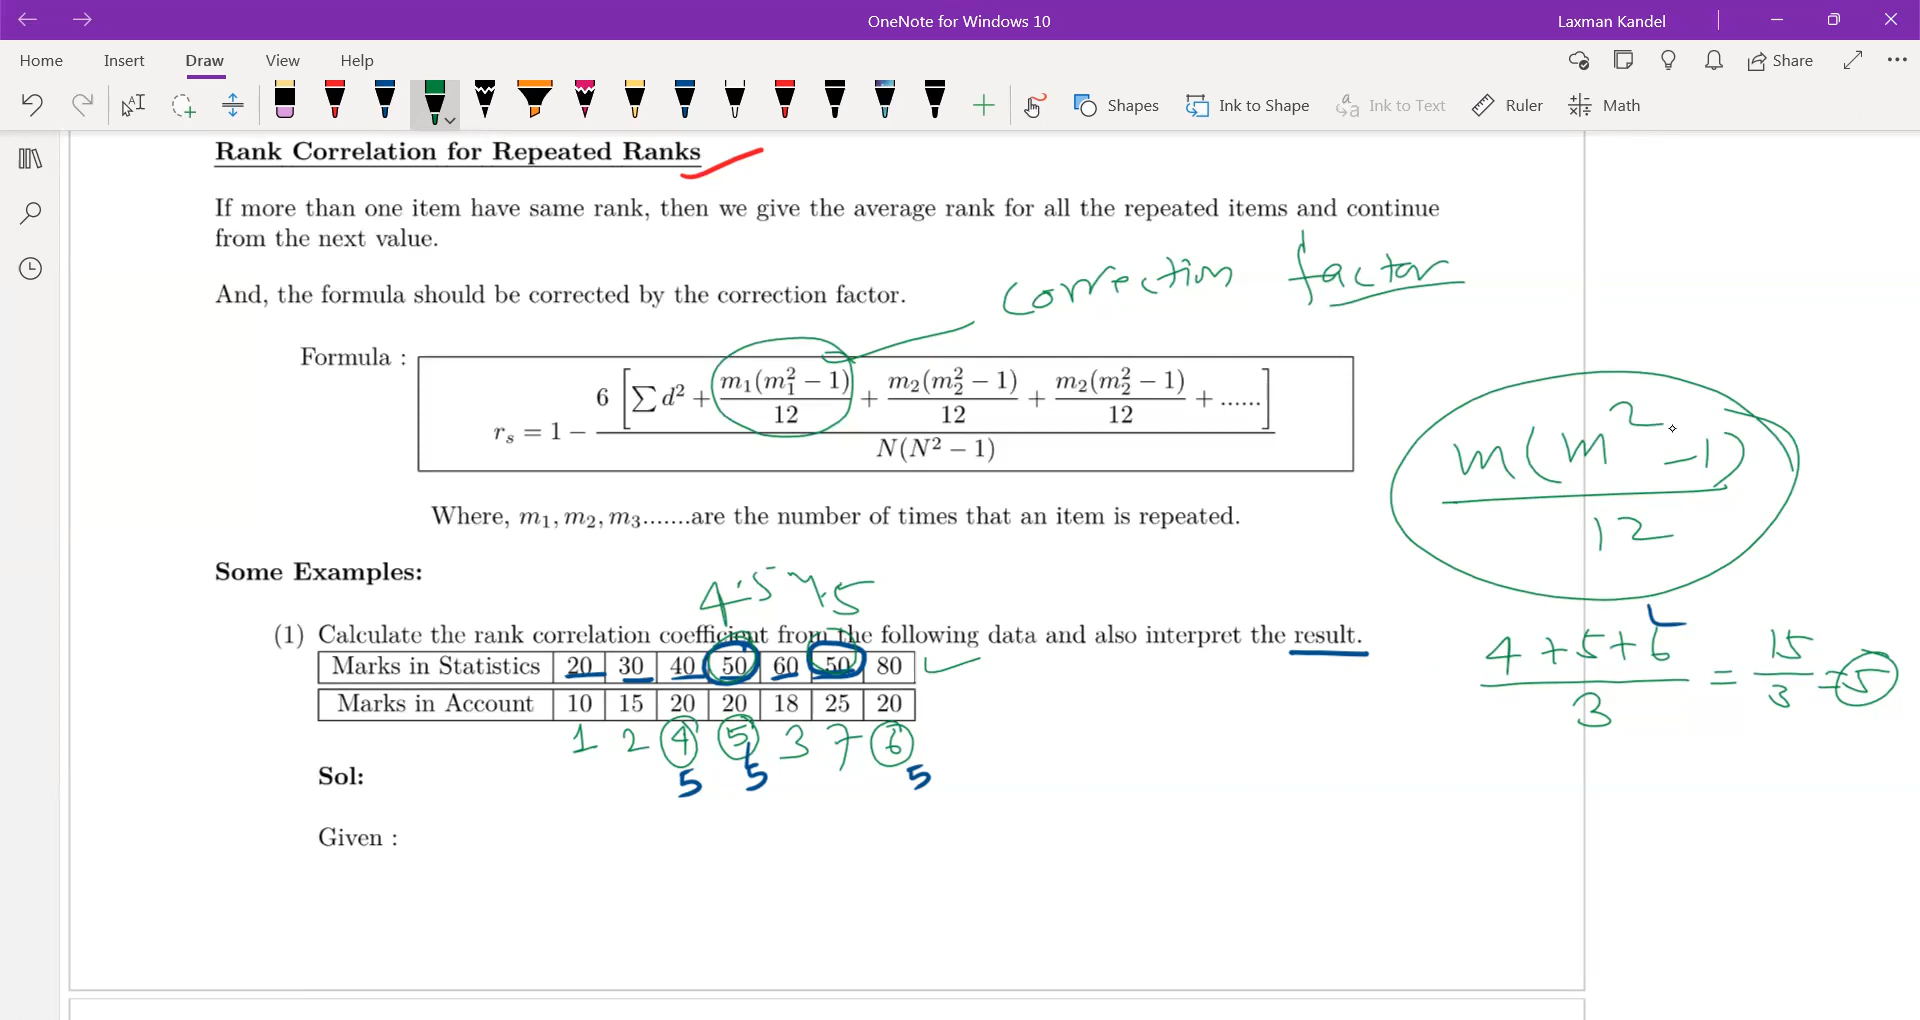 OneNote for Windows 10
Laxman Kandel
Home Insert Draw View Help
Share
Shapes Ink to Shape Ink to Text Ruler Math
Rank Correlation for Repeated Ranks
If more than one item have same rank, then we give the average rank for all the repeated items and continue
from the next value.
correction factor
And, the formula should be corrected by the correction factor.
Formula :
r_s = 1 − 6 [∑ d² + m₁(m₁² − 1)/12 + m₂(m₂² − 1)/12 + m₂(m₂² − 1)/12 + ......] / N(N² − 1)
m(m² − 1)/12
Where, m₁, m₂, m₃.......are the number of times that an item is repeated.
Some Examples:
4.5 4.5
(1) Calculate the rank correlation coefficient from the following data and also interpret the result.
4 + 5 + 6 / 3 = 15 / 3 = 5
Marks in Statistics 20 30 40 50 60 50 80
Marks in Account 10 15 20 20 18 25 20
1 2 4 5 3 7 6
5 5 5
Sol:
Given :